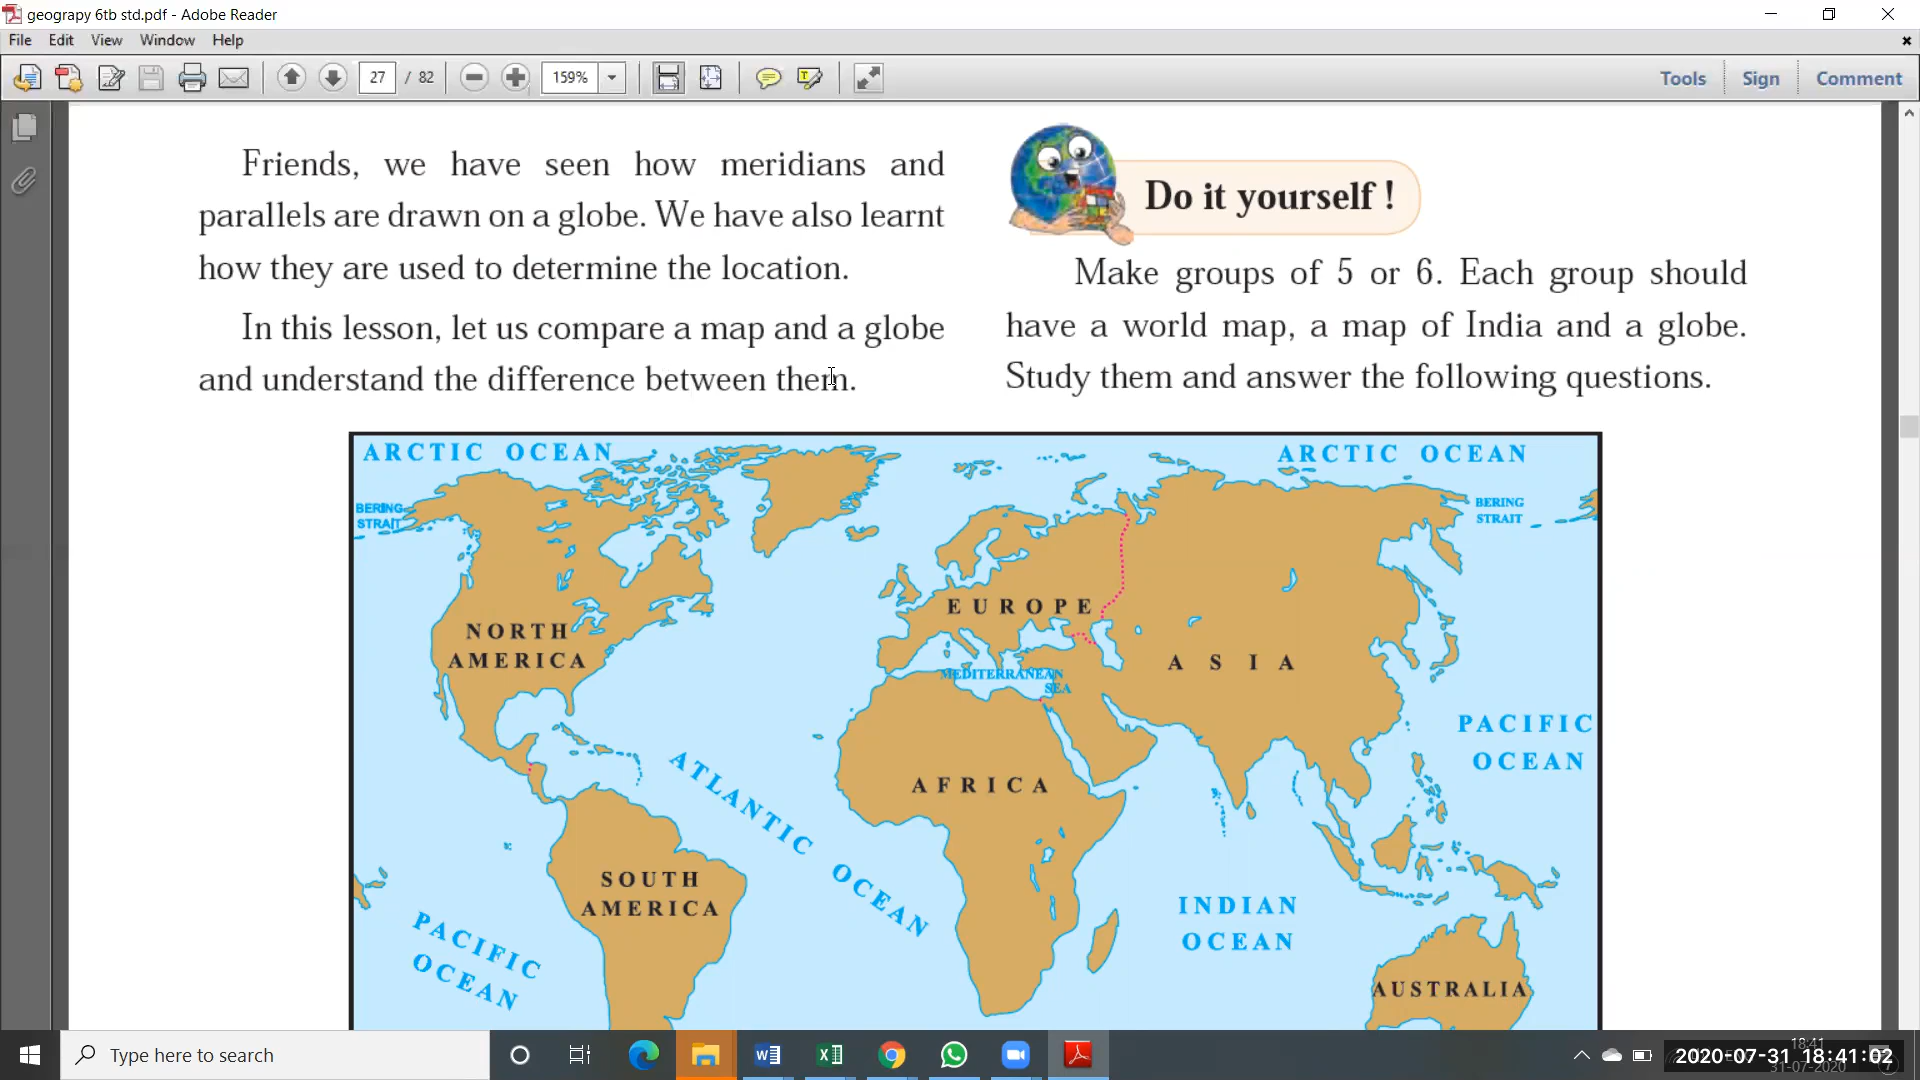 geograpy 6tb std.pdf - Adobe Reader
File Edit View Window Help
27 / 82 159% Tools Sign Comment
Friends, we have seen how meridians and
parallels are drawn on a globe. We have also learnt
how they are used to determine the location.
In this lesson, let us compare a map and a globe
and understand the difference between them.
Do it yourself !
Make groups of 5 or 6. Each group should
have a world map, a map of India and a globe.
Study them and answer the following questions.
ARCTIC OCEAN
ARCTIC OCEAN
BERING
STRAIT
BERING
STRAIT
EUROPE
NORTH
AMERICA
ASIA
MEDITERRANEAN
SEA
PACIFIC
OCEAN
ATLANTIC OCEAN
AFRICA
SOUTH
AMERICA
INDIAN
OCEAN
PACIFIC
OCEAN
AUSTRALIA
Type here to search
18:41
2020-07-31 18:41:02
31-07-2020